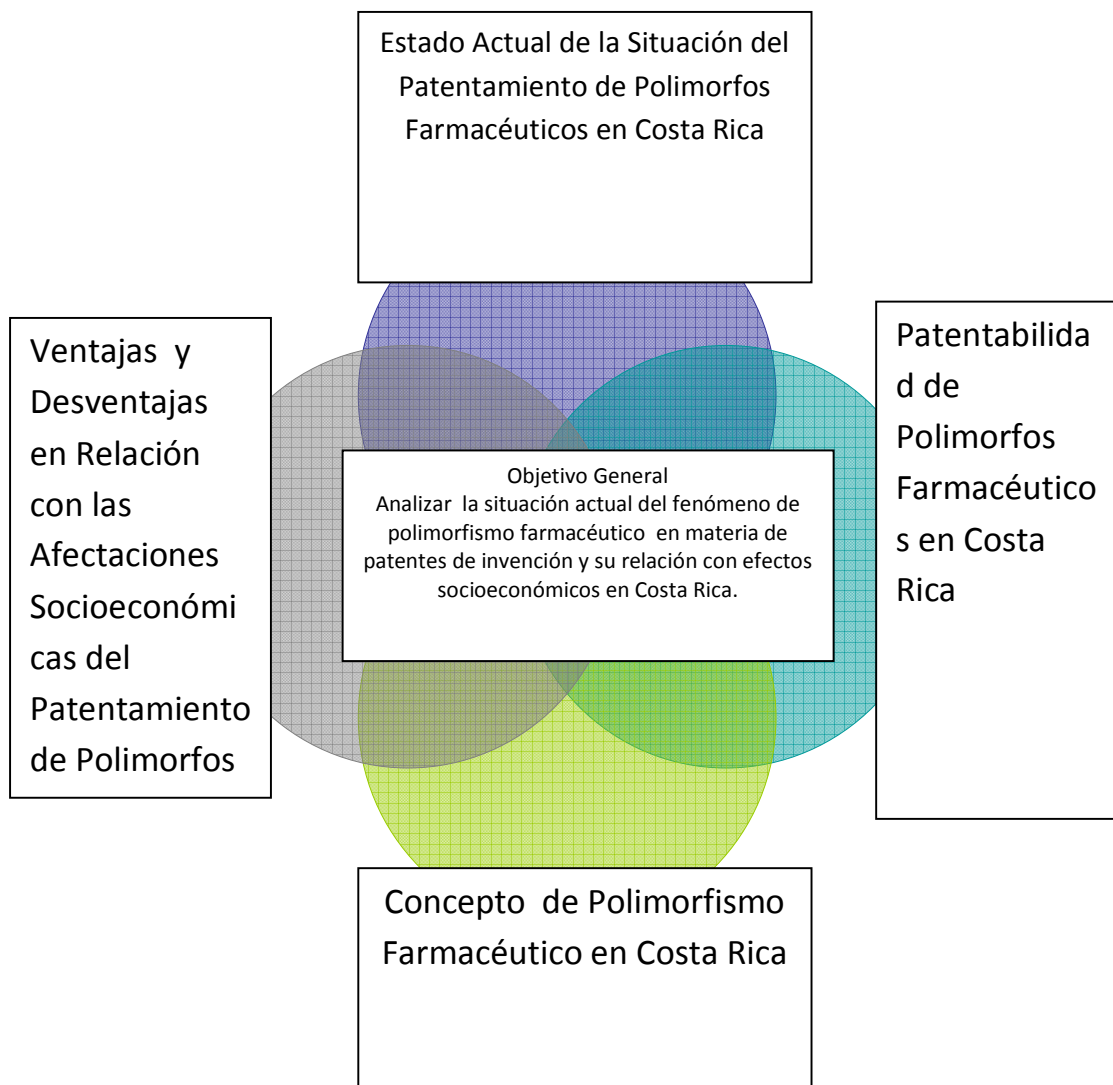 Estado Actual de la Situación del
Patentamiento de Polimorfos
Farmacéuticos en Costa Rica
Ventajas y
Desventajas
en Relación
con las
Afectaciones
Socioeconómi
cas del
Patentamiento
de Polimorfos
Objetivo General
Analizar la situación actual del fenómeno de
polimorfismo farmacéutico en materia de
patentes de invención y su relación con efectos
socioeconómicos en Costa Rica.
Patentabilida
d de
Polimorfos
Farmacéutico
s en Costa
Rica
Concepto de Polimorfismo
Farmacéutico en Costa Rica